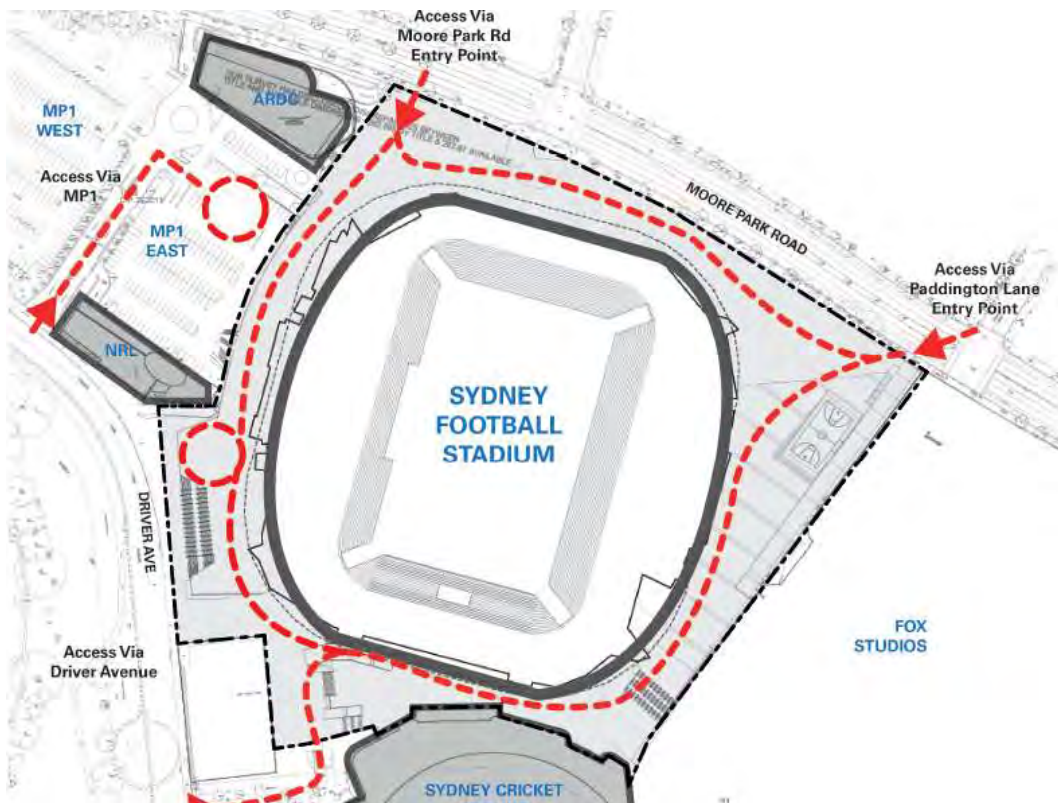 Access Via
Moore Park Rd
Entry Point
ARDC
MP1
WEST
Access Via
MP1
MP1
EAST
MOORE PARK ROAD
Access Via
Paddington Lane
Entry Point
NRL
SYDNEY
FOOTBALL
STADIUM
DRIVER AVE
FOX
STUDIOS
Access Via
Driver Avenue
SYDNEY CRICKET